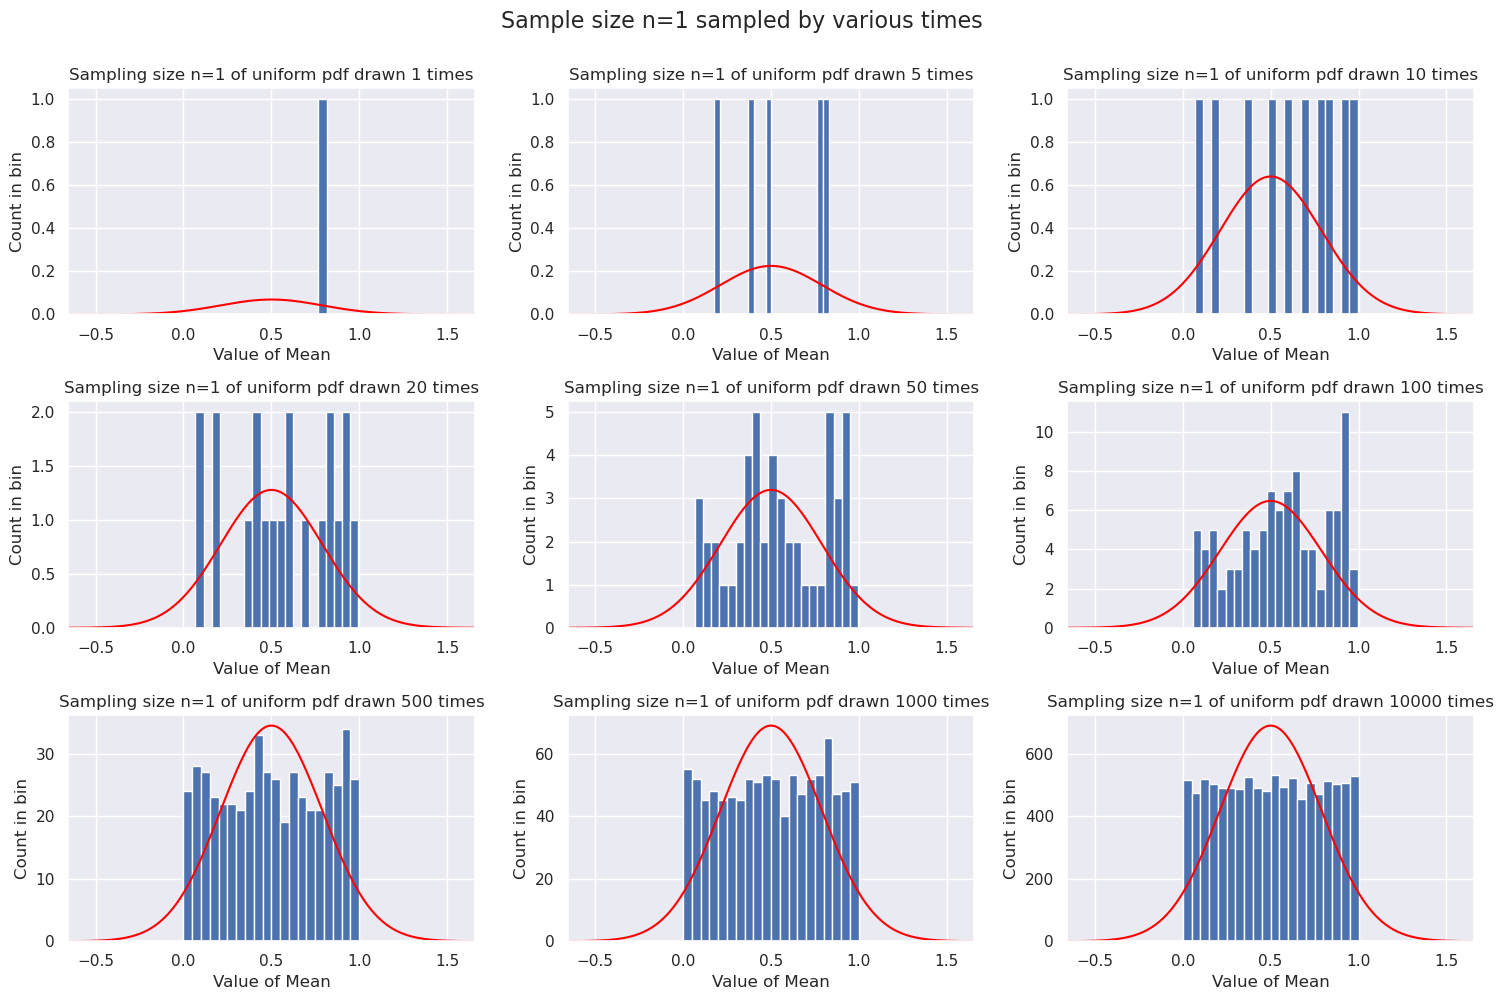 Sample size n=1 sampled by various times
Sampling size n=1 of uniform pdf drawn 1 times
1.0
0.8
0.6
0.4
0.2
0.0
Count in bin
−0.5 0.0 0.5 1.0 1.5
Value of Mean
Sampling size n=1 of uniform pdf drawn 5 times
1.0
0.8
0.6
0.4
0.2
0.0
Count in bin
−0.5 0.0 0.5 1.0 1.5
Value of Mean
Sampling size n=1 of uniform pdf drawn 10 times
1.0
0.8
0.6
0.4
0.2
0.0
Count in bin
−0.5 0.0 0.5 1.0 1.5
Value of Mean
Sampling size n=1 of uniform pdf drawn 20 times
2.0
1.5
1.0
0.5
0.0
Count in bin
−0.5 0.0 0.5 1.0 1.5
Value of Mean
Sampling size n=1 of uniform pdf drawn 50 times
5
4
3
2
1
0
Count in bin
−0.5 0.0 0.5 1.0 1.5
Value of Mean
Sampling size n=1 of uniform pdf drawn 100 times
10
8
6
4
2
0
Count in bin
−0.5 0.0 0.5 1.0 1.5
Value of Mean
Sampling size n=1 of uniform pdf drawn 500 times
30
20
10
0
Count in bin
−0.5 0.0 0.5 1.0 1.5
Value of Mean
Sampling size n=1 of uniform pdf drawn 1000 times
60
40
20
0
Count in bin
−0.5 0.0 0.5 1.0 1.5
Value of Mean
Sampling size n=1 of uniform pdf drawn 10000 times
600
400
200
0
Count in bin
−0.5 0.0 0.5 1.0 1.5
Value of Mean